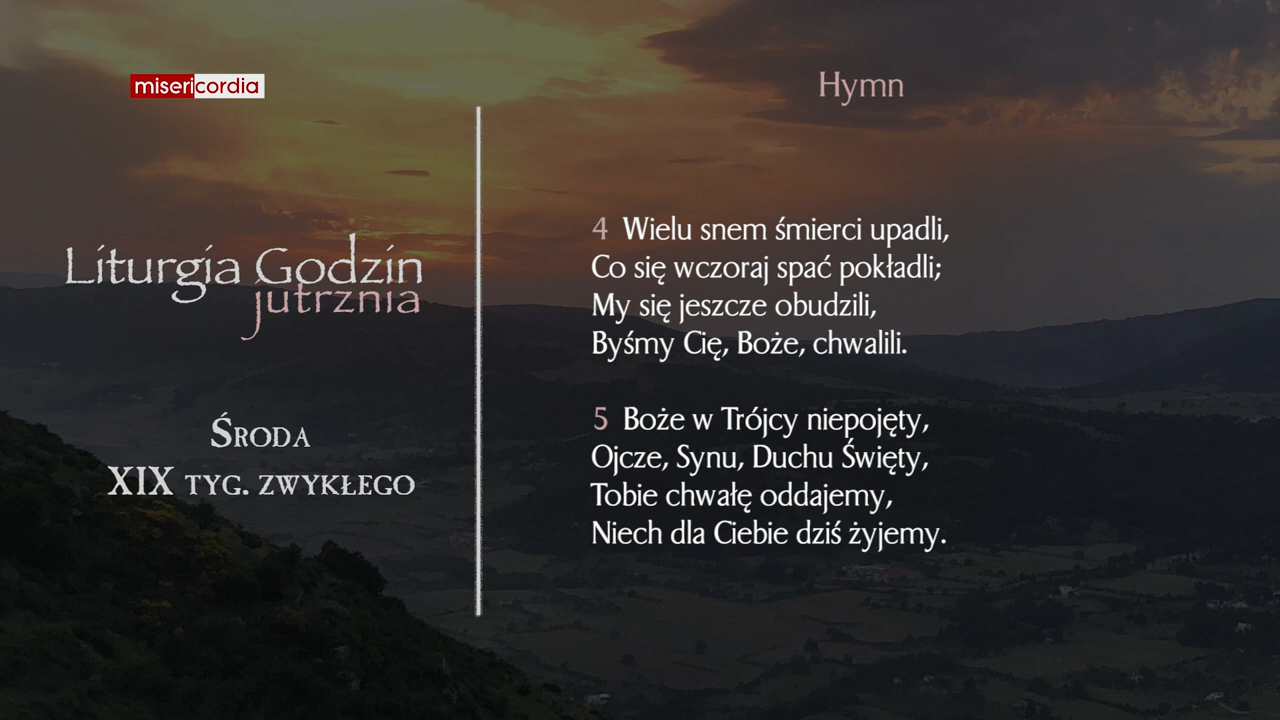 misericordia
Liturgia Godzin
jutrznia
Środa
XIX tyg. zwykłego
Hymn
4 Wielu snem śmierci upadli,
Co się wczoraj spać pokładli;
My się jeszcze obudzili,
Byśmy Cię, Boże, chwalili.
5 Boże w Trójcy niepojęty,
Ojcze, Synu, Duchu Święty,
Tobie chwałę oddajemy,
Niech dla Ciebie dziś żyjemy.